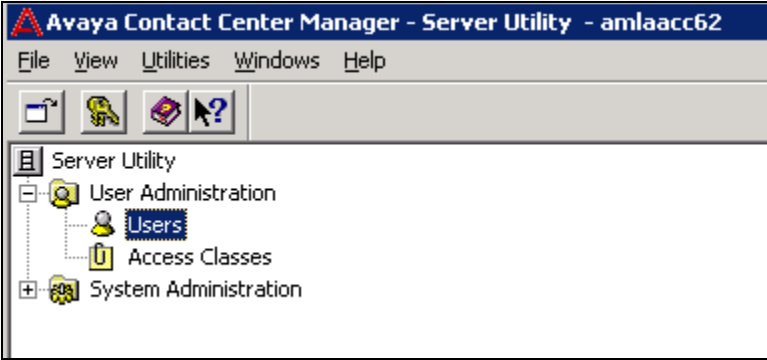 Avaya Contact Center Manager - Server Utility - amlaacc62
File View Utilities Windows Help
Server Utility
User Administration
Users
Access Classes
System Administration